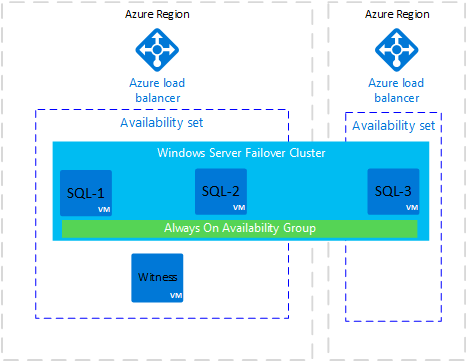 Azure Region
Azure Region
Azure load
balancer
Azure load
balancer
Availability set
Availability set
Windows Server Failover Cluster
SQL-1
VM
SQL-2
VM
SQL-3
VM
Always On Availability Group
Witness
VM